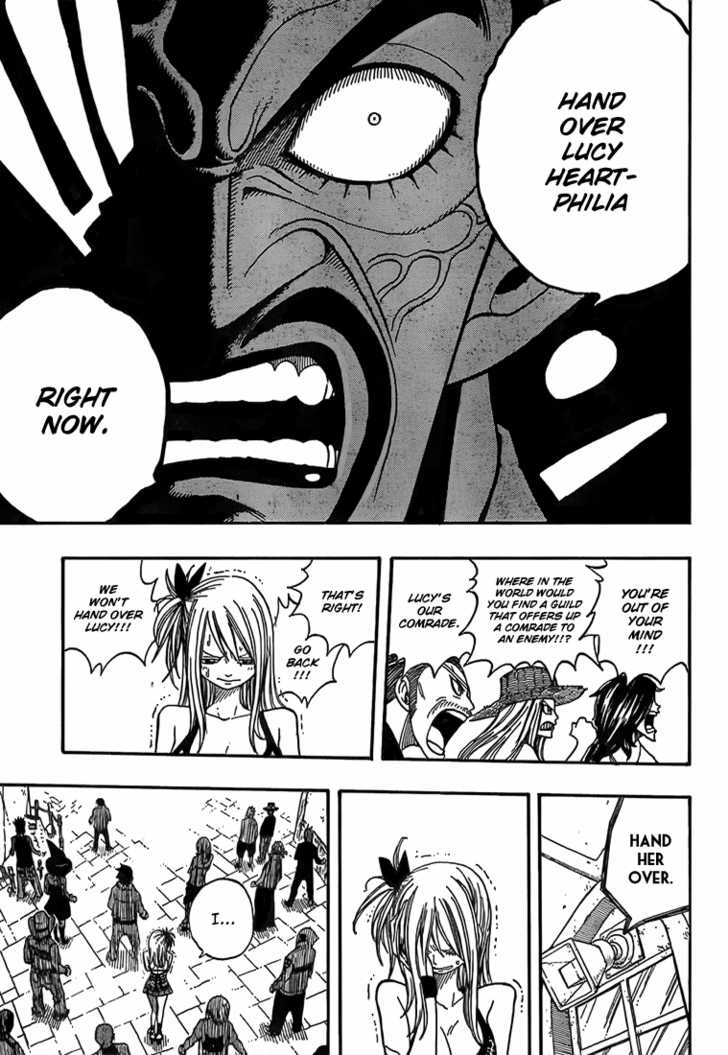 HAND
OVER
LUCY
HEART-
PHILIA
RIGHT
NOW.
YOU'RE
OUT OF
YOUR
MIND!
WHERE IN THE
WORLD WOULD
YOU FIND A GUILD
THAT OFFERS UP
A COMRADE TO
AN ENEMY!!?
LUCY'S
OUR
COMRADE.
THAT'S
RIGHT!
GO
BACK
!!!
WE
WON'T
HAND OVER
LUCY!!!
HAND
HER
OVER.
I...